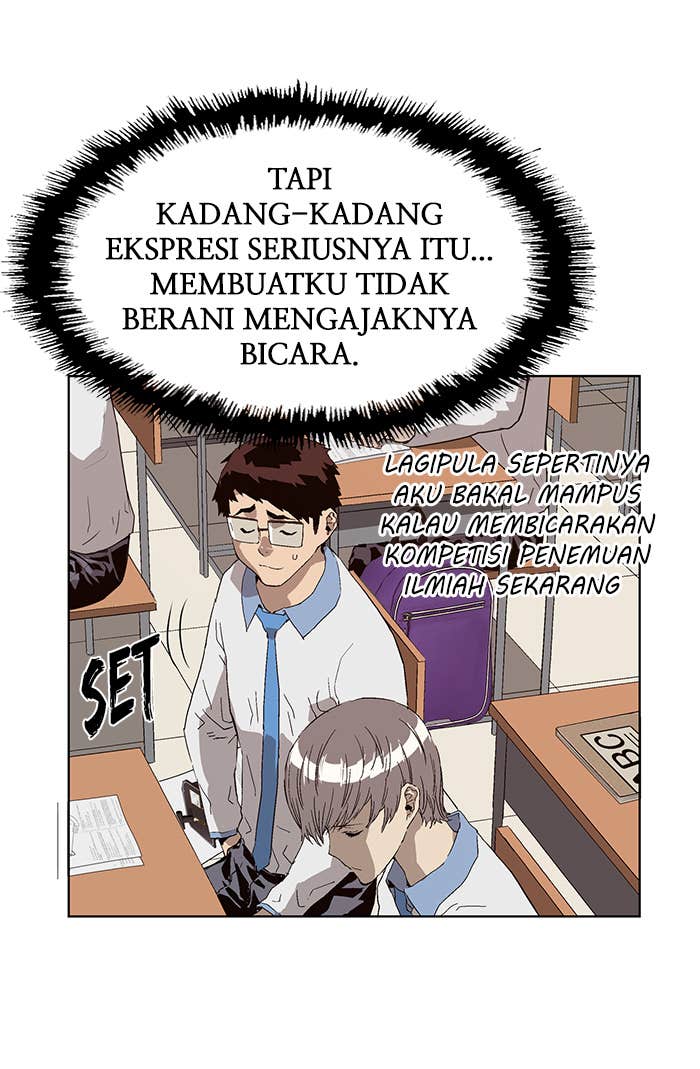 TAPI
KADANG-KADANG
EKSPRESI SERIUSNYA ITU...
MEMBUATKU TIDAK
BERANI MENGAJAKNYA
BICARA.
LAGIPULA SEPERTINYA
AKU BAKAL MAMPUS
KALAU MEMBICARAKAN
KOMPETISI PENEMUAN
ILMIAH SEKARANG
SET
ABC